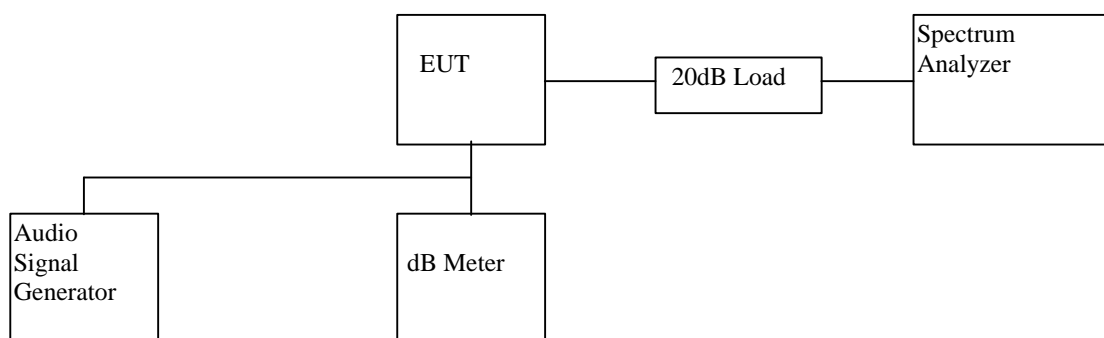 EUT
20dB Load
Spectrum
Analyzer
Audio
Signal
Generator
dB Meter